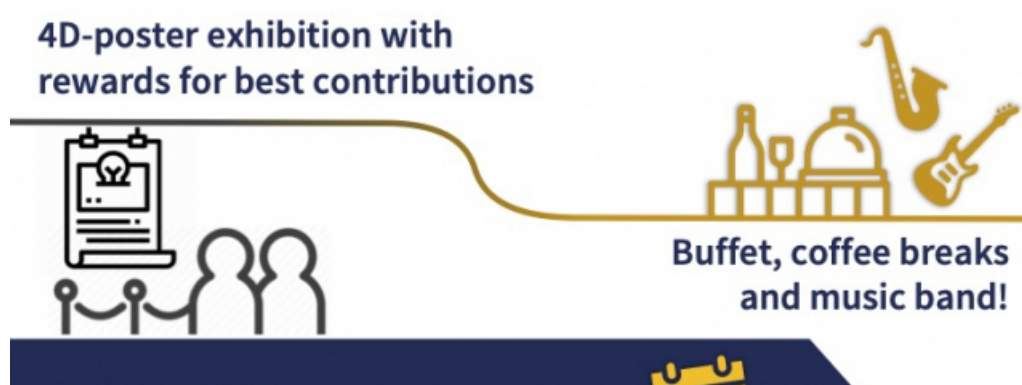 4D-poster exhibition with
rewards for best contributions
Buffet, coffee breaks
and music band!